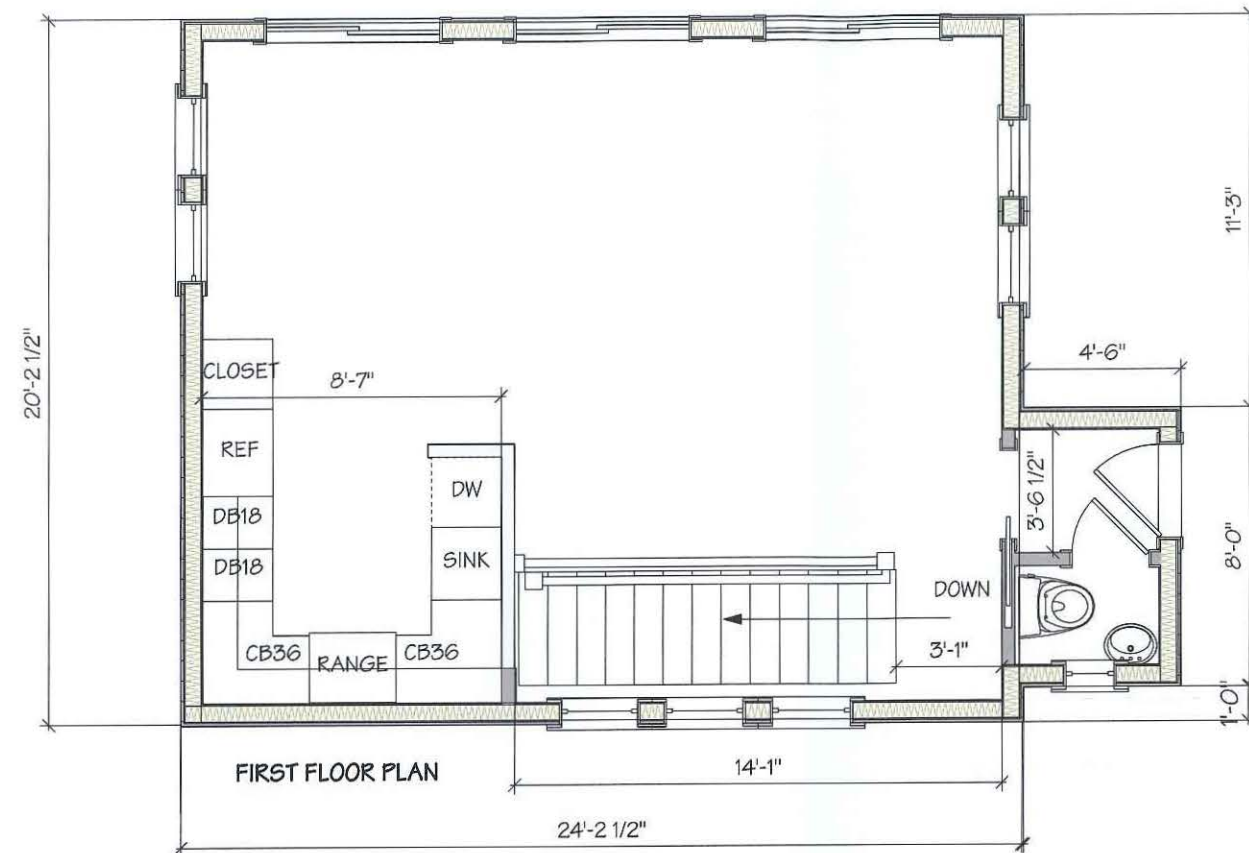 20'-2 1/2"
11'-3"
4'-6"
CLOSET
8'-7"
REF
DW
3'-6 1/2"
DB18
SINK
8'-0"
DB18
DOWN
CB36
RANGE
CB36
3'-1"
1'-0"
FIRST FLOOR PLAN
14'-1"
24'-2 1/2"